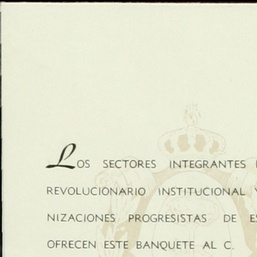 LOS SECTORES INTEGRANTES
REVOLUCIONARIO INSTITUCIONAL Y
NIZACIONES PROGRESISTAS DE
OFRECEN ESTE BANQUETE AL C.